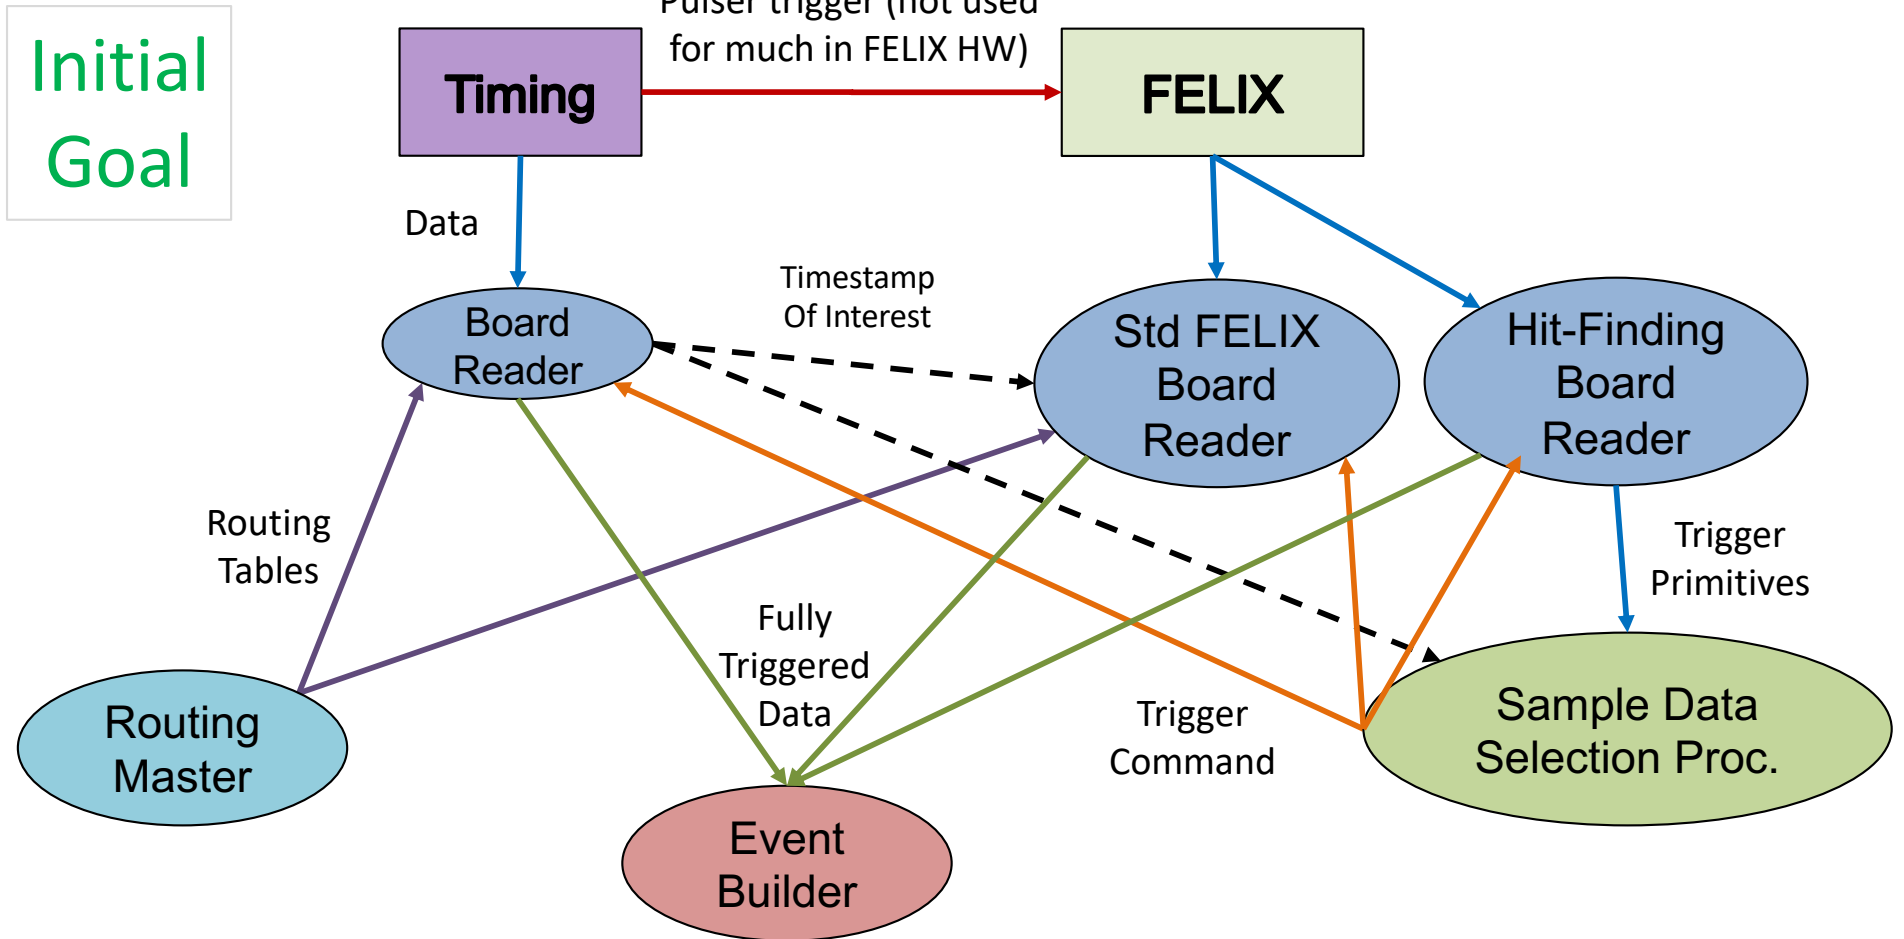 Initial
Goal
Pulser trigger (not used
for much in FELIX HW)
Timing
FELIX
Data
Timestamp
Of Interest
Board
Reader
Std FELIX
Board
Reader
Hit-Finding
Board
Reader
Routing
Tables
Trigger
Primitives
Fully
Triggered
Data
Trigger
Command
Routing
Master
Sample Data
Selection Proc.
Event
Builder